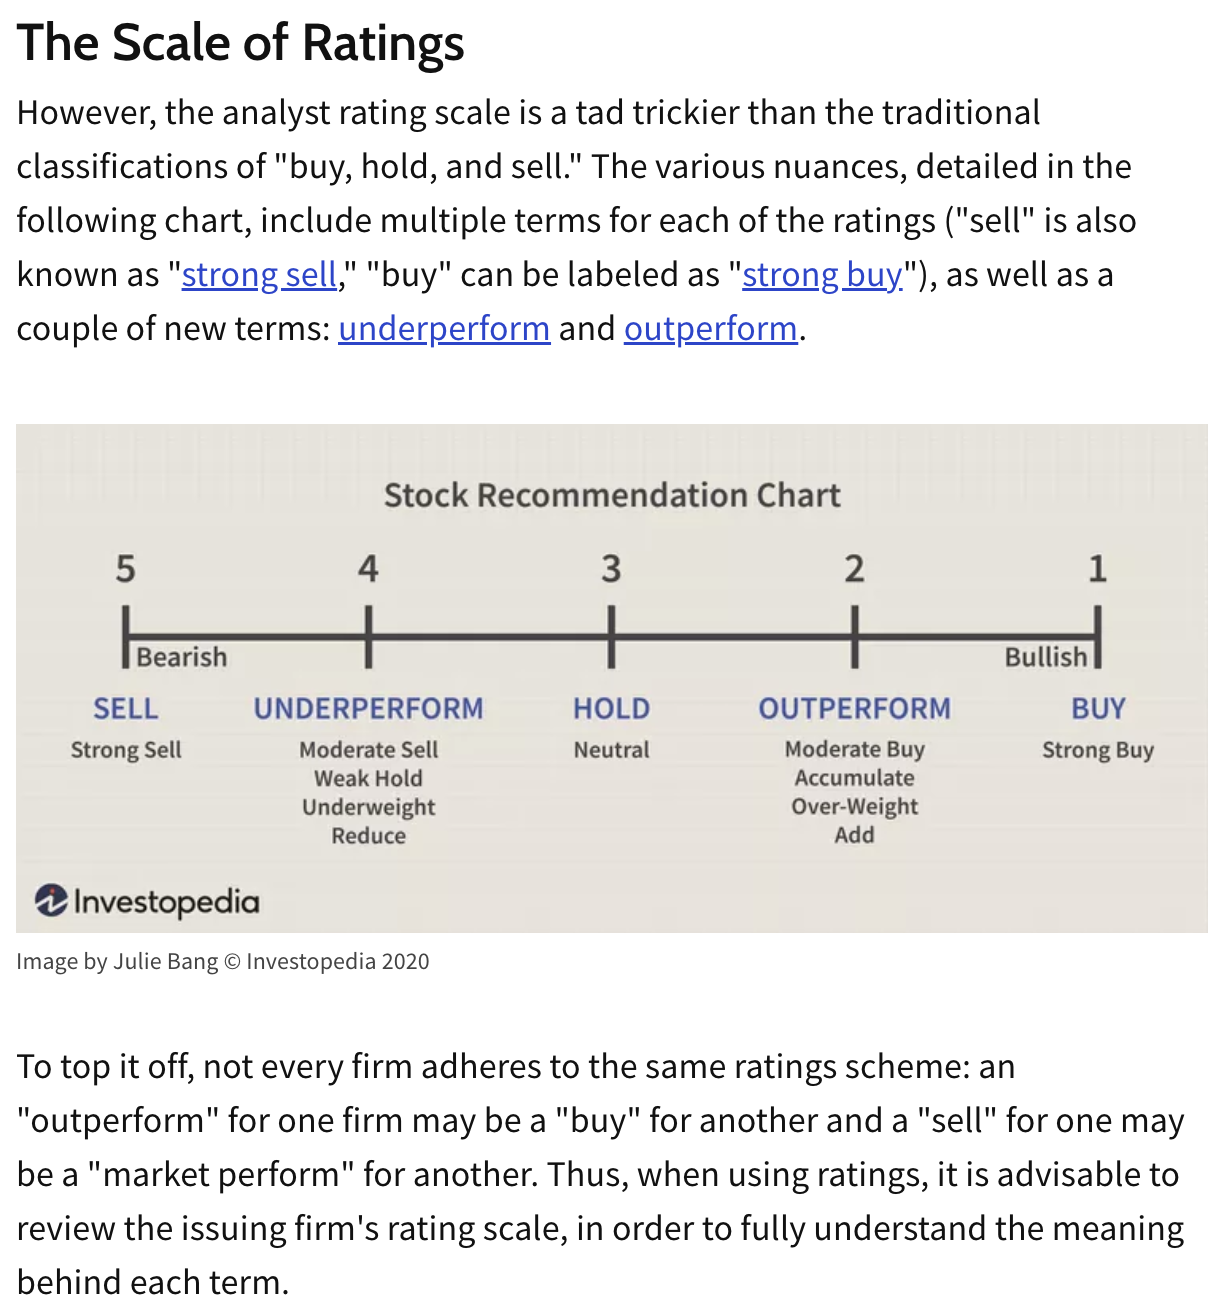 The Scale of Ratings
However, the analyst rating scale is a tad trickier than the traditional
classifications of "buy, hold, and sell." The various nuances, detailed in the
following chart, include multiple terms for each of the ratings ("sell" is also
known as "strong sell," "buy" can be labeled as "strong buy"), as well as a
couple of new terms: underperform and outperform.
Stock Recommendation Chart
5 4 3 2 1
Bearish Bullish
SELL UNDERPERFORM HOLD OUTPERFORM BUY
Strong Sell Moderate Sell Neutral Moderate Buy Strong Buy
Weak Hold Accumulate
Underweight Over-Weight
Reduce Add
Investopedia
Image by Julie Bang © Investopedia 2020
To top it off, not every firm adheres to the same ratings scheme: an
"outperform" for one firm may be a "buy" for another and a "sell" for one may
be a "market perform" for another. Thus, when using ratings, it is advisable to
review the issuing firm's rating scale, in order to fully understand the meaning
behind each term.